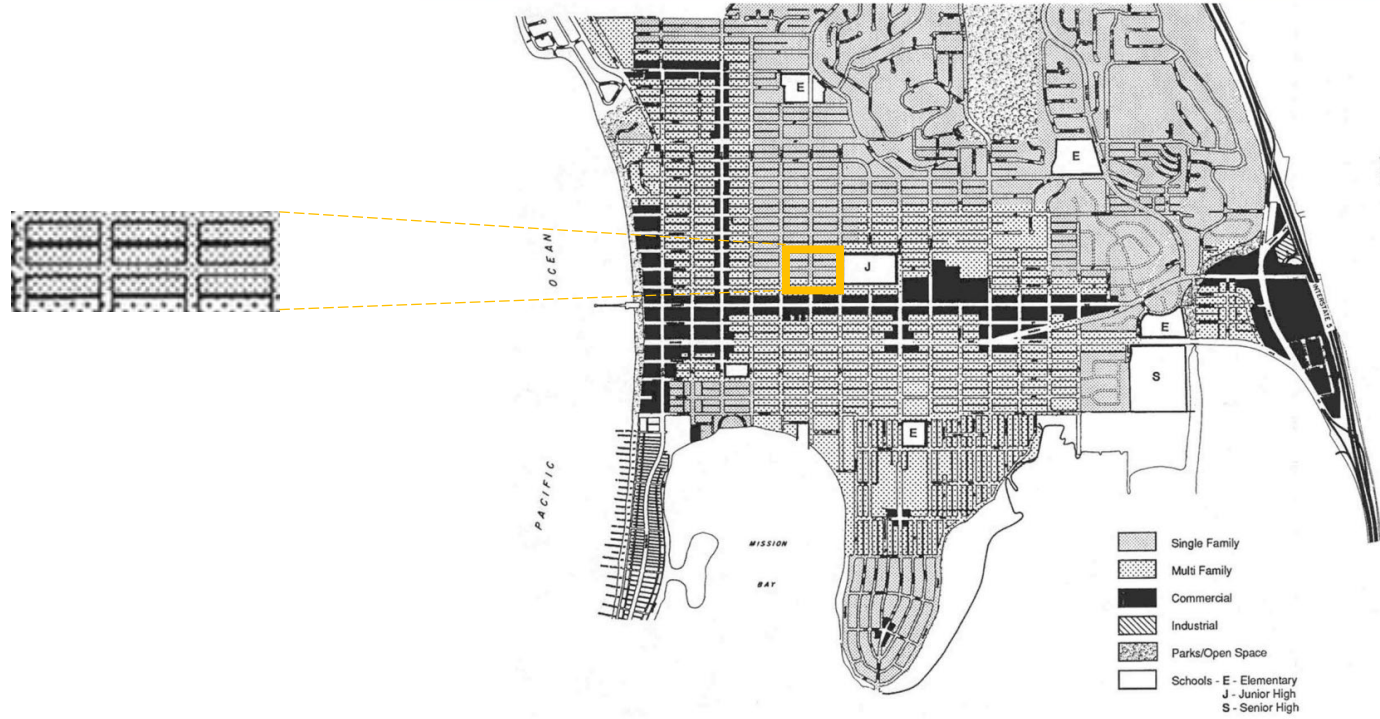 E
E
OCEAN
J
INTERSTATE 5
E
S
E
PACIFIC
MISSION
BAY
Single Family
Multi Family
Commercial
Industrial
Parks/Open Space
Schools - E - Elementary
J - Junior High
S - Senior High